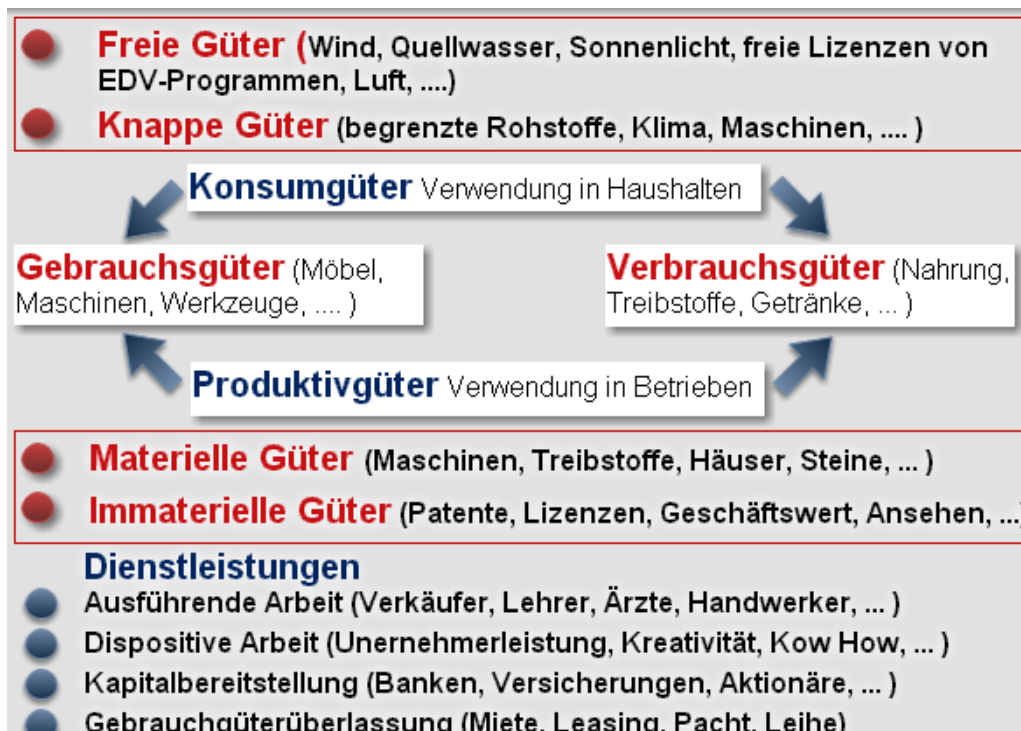 Freie Güter (Wind, Quellwasser, Sonnenlicht, freie Lizenzen von
EDV-Programmen, Luft, ....)
Knappe Güter (begrenzte Rohstoffe, Klima, Maschinen, .... )
Konsumgüter Verwendung in Haushalten
Gebrauchsgüter (Möbel,
Maschinen, Werkzeuge, .... )
Verbrauchsgüter (Nahrung,
Treibstoffe, Getränke, ... )
Produktivgüter Verwendung in Betrieben
Materielle Güter (Maschinen, Treibstoffe, Häuser, Steine, ... )
Immaterielle Güter (Patente, Lizenzen, Geschäftswert, Ansehen, ...)
Dienstleistungen
Ausführende Arbeit (Verkäufer, Lehrer, Ärzte, Handwerker, ... )
Dispositive Arbeit (Unernehmerleistung, Kreativität, Kow How, ... )
Kapitalbereitstellung (Banken, Versicherungen, Aktionäre, ... )
Gebrauchgüterüberlassung (Miete, Leasing, Pacht, Leihe)